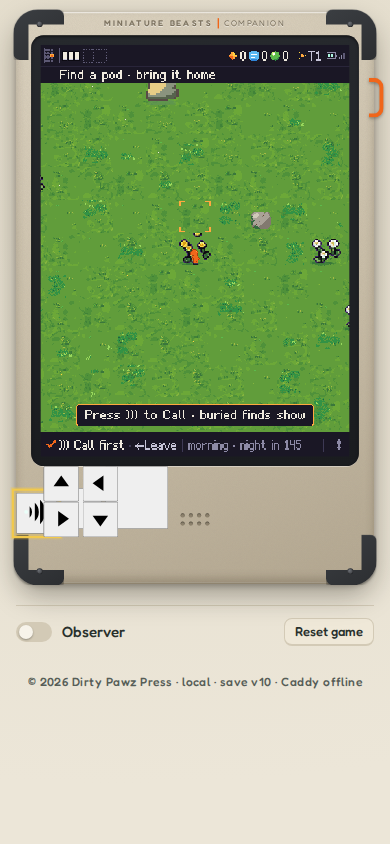 MINIATURE BEASTS | COMPANION
0 0 0 T1
Find a pod · bring it home
Press ))) to Call · buried finds show
))) Call first · ←Leave | morning · night in 145
Observer
Reset game
© 2026 Dirty Pawz Press · local · save v10 · Caddy offline